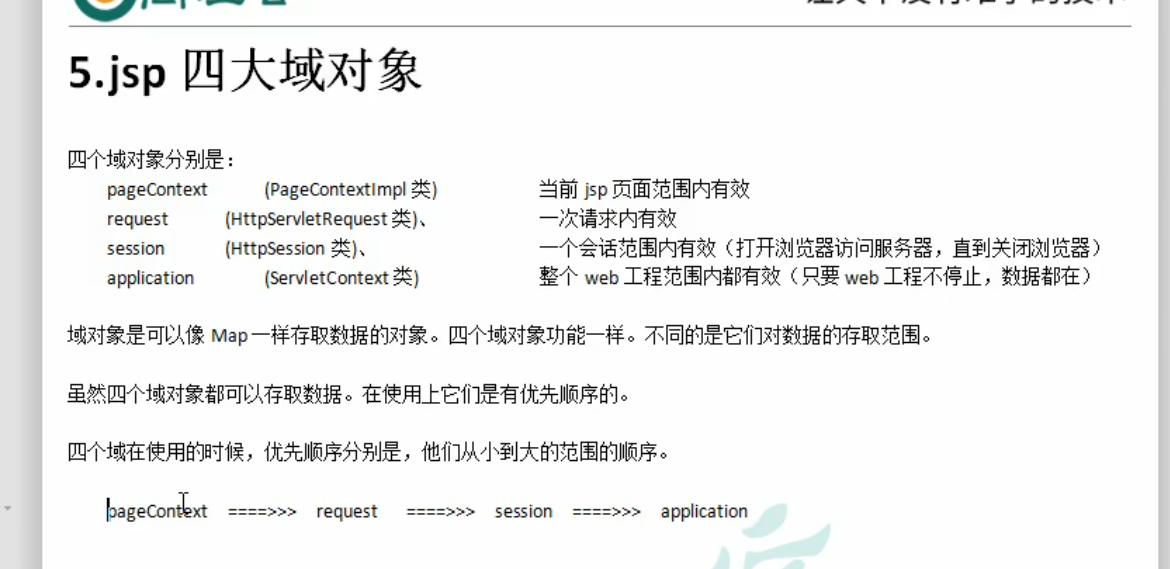 5.jsp 四大域对象
四个域对象分别是：
pageContext (PageContextImpl 类) 当前 jsp 页面范围内有效
request (HttpServletRequest 类)、 一次请求内有效
session (HttpSession 类)、 一个会话范围内有效（打开浏览器访问服务器，直到关闭浏览器）
application (ServletContext 类) 整个 web 工程范围内都有效（只要 web 工程不停止，数据都在）
域对象是可以像 Map 一样存取数据的对象。四个域对象功能一样。不同的是它们对数据的存取范围。
虽然四个域对象都可以存取数据。在使用上它们是有优先顺序的。
四个域在使用的时候，优先顺序分别是，他们从小到大的范围的顺序。
pageContext ====>>> request ====>>> session ====>>> application